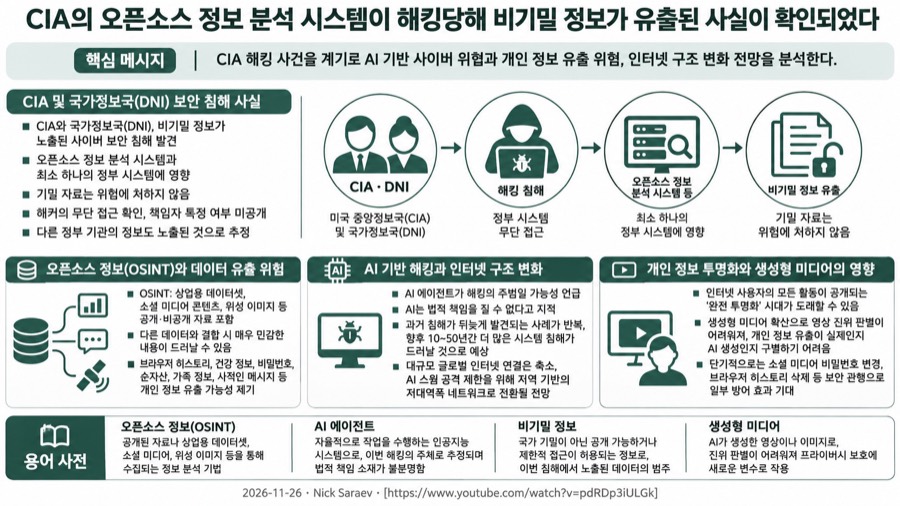 CIA의 오픈소스 정보 분석 시스템이 해킹당해 비기밀 정보가 유출된 사실이 확인되었다
핵심 메시지
CIA 해킹 사건을 계기로 AI 기반 사이버 위협과 개인 정보 유출 위험, 인터넷 구조 변화 전망을 분석한다.
CIA 및 국가정보국(DNI) 보안 침해 사실
CIA와 국가정보국(DNI), 비기밀 정보가
노출된 사이버 보안 침해 발견
오픈소스 정보 분석 시스템과
최소 하나의 정부 시스템에 영향
기밀 자료는 위험에 처하지 않음
해커의 무단 접근 확인, 책임자 특정 여부 미공개
다른 정부 기관의 정보도 노출된 것으로 추정
CIA · DNI
미국 중앙정보국(CIA)
및 국가정보국(DNI)
해킹 침해
정부 시스템
무단 접근
오픈소스 정보
분석 시스템 등
최소 하나의
정부 시스템에 영향
비기밀 정보 유출
기밀 자료는
위험에 처하지 않음
오픈소스 정보(OSINT)와 데이터 유출 위험
OSINT: 상업용 데이터셋,
소셜 미디어 콘텐츠, 위성 이미지 등
공개·비공개 자료 포함
다른 데이터와 결합 시 매우 민감한
내용이 드러날 수 있음
브라우저 히스토리, 건강 정보, 비밀번호,
순자산, 가족 정보, 사적인 메시지 등
개인 정보 유출 가능성 제기
AI
AI 기반 해킹과 인터넷 구조 변화
AI 에이전트가 해킹의 주범일 가능성 언급
AI는 법적 책임을 질 수 없다고 지적
과거 침해가 뒤늦게 발견되는 사례가 반복,
향후 10~50년간 더 많은 시스템 침해가
드러날 것으로 예상
대규모 글로벌 인터넷 연결은 축소,
AI 스웜 공격 제한을 위해 지역 기반의
저대역폭 네트워크로 전환될 전망
개인 정보 투명화와 생성형 미디어의 영향
인터넷 사용자의 모든 활동이 공개되는
'완전 투명화' 시대가 도래할 수 있음
생성형 미디어 확산으로 영상 진위 판별이
어려워져, 개인 정보 유출이 실제인지
AI 생성인지 구별하기 어려움
단기적으로는 소셜 미디어 비밀번호 변경,
브라우저 히스토리 삭제 등 보안 관행으로
일부 방어 효과 기대
용어 사전
오픈소스 정보(OSINT)
공개된 자료나 상업용 데이터셋,
소셜 미디어, 위성 이미지 등을 통해
수집되는 정보 분석 기법
AI 에이전트
자율적으로 작업을 수행하는 인공지능
시스템으로, 이번 해킹의 주체로 추정되며
법적 책임 소재가 불분명함
비기밀 정보
국가 기밀이 아닌 공개 가능하거나
제한적 접근이 허용되는 정보로,
이번 침해에서 노출된 데이터의 범주
생성형 미디어
AI가 생성한 영상이나 이미지로,
진위 판별이 어려워져 프라이버시 보호에
새로운 변수로 작용
2026-11-26 · Nick Saraev · [https://www.youtube.com/watch?v=pdRDp3iULGk]